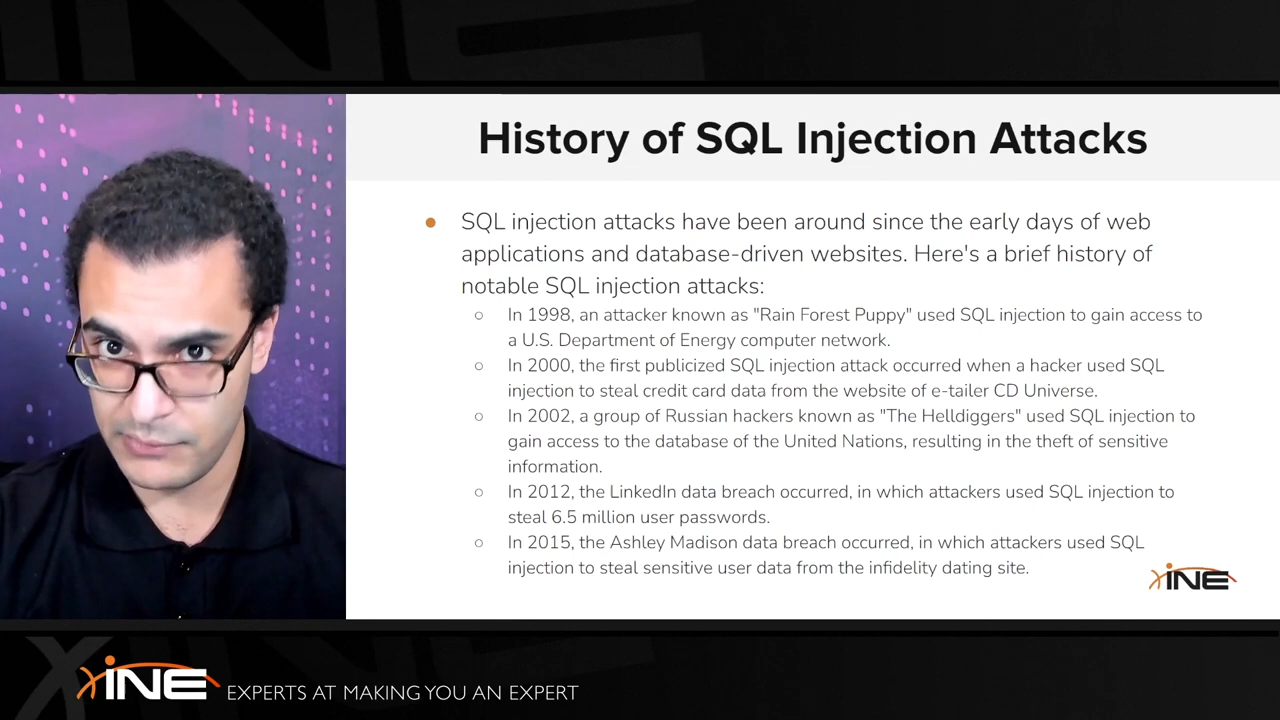 History of SQL Injection Attacks
SQL injection attacks have been around since the early days of web
applications and database-driven websites. Here's a brief history of
notable SQL injection attacks:
In 1998, an attacker known as "Rain Forest Puppy" used SQL injection to gain access to
a U.S. Department of Energy computer network.
In 2000, the first publicized SQL injection attack occurred when a hacker used SQL
injection to steal credit card data from the website of e-tailer CD Universe.
In 2002, a group of Russian hackers known as "The Helldiggers" used SQL injection to
gain access to the database of the United Nations, resulting in the theft of sensitive
information.
In 2012, the LinkedIn data breach occurred, in which attackers used SQL injection to
steal 6.5 million user passwords.
In 2015, the Ashley Madison data breach occurred, in which attackers used SQL
injection to steal sensitive user data from the infidelity dating site.
iNE
iNE EXPERTS AT MAKING YOU AN EXPERT